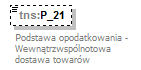 tns:P_21
Podstawa opodatkowania -
Wewnątrzwspólnotowa
dostawa towarów